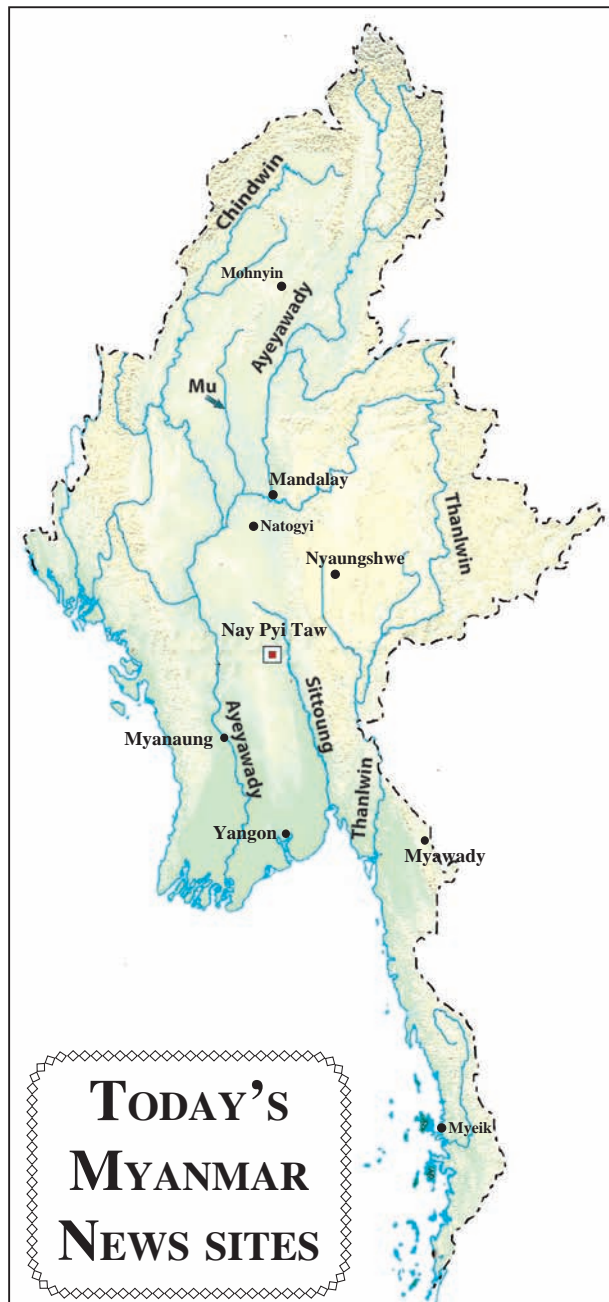 Chindwin
Mohnyin
Ayeyawady
Mu
Mandalay
Natogyi
Thanlwin
Nyaungshwe
Nay Pyi Taw
Sittoung
Ayeyawady
Myanaung
Thanlwin
Yangon
Myawady
Myeik
TODAY'S
MYANMAR
NEWS SITES